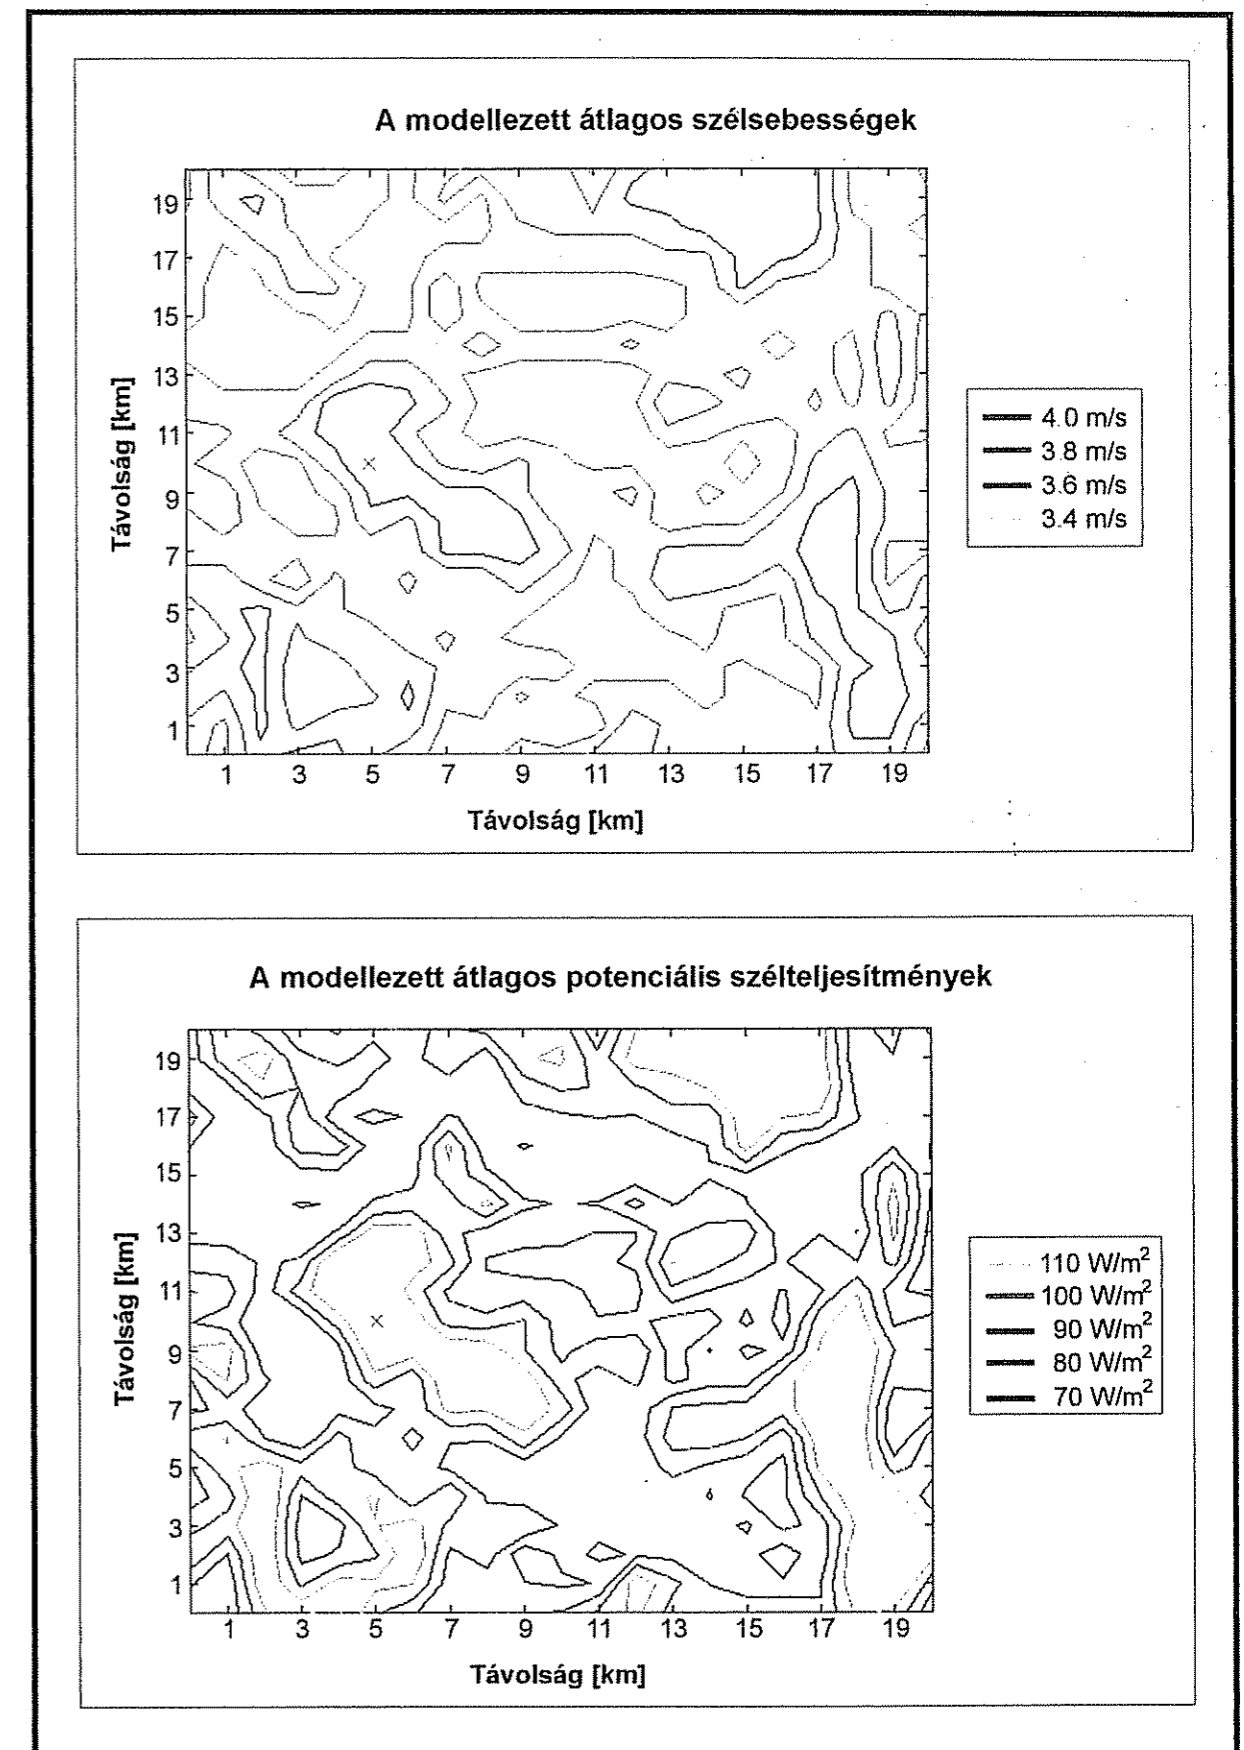 A modellezett átlagos szélsebességek
19
17
15
13
11
9
7
5
3
1
Távolság [km]
1 3 5 7 9 11 13 15 17 19
Távolság [km]
4.0 m/s
3.8 m/s
3.6 m/s
3.4 m/s
A modellezett átlagos potenciális szélteljesítmények
19
17
15
13
11
9
7
5
3
1
Távolság [km]
1 3 5 7 9 11 13 15 17 19
Távolság [km]
110 W/m²
100 W/m²
90 W/m²
80 W/m²
70 W/m²